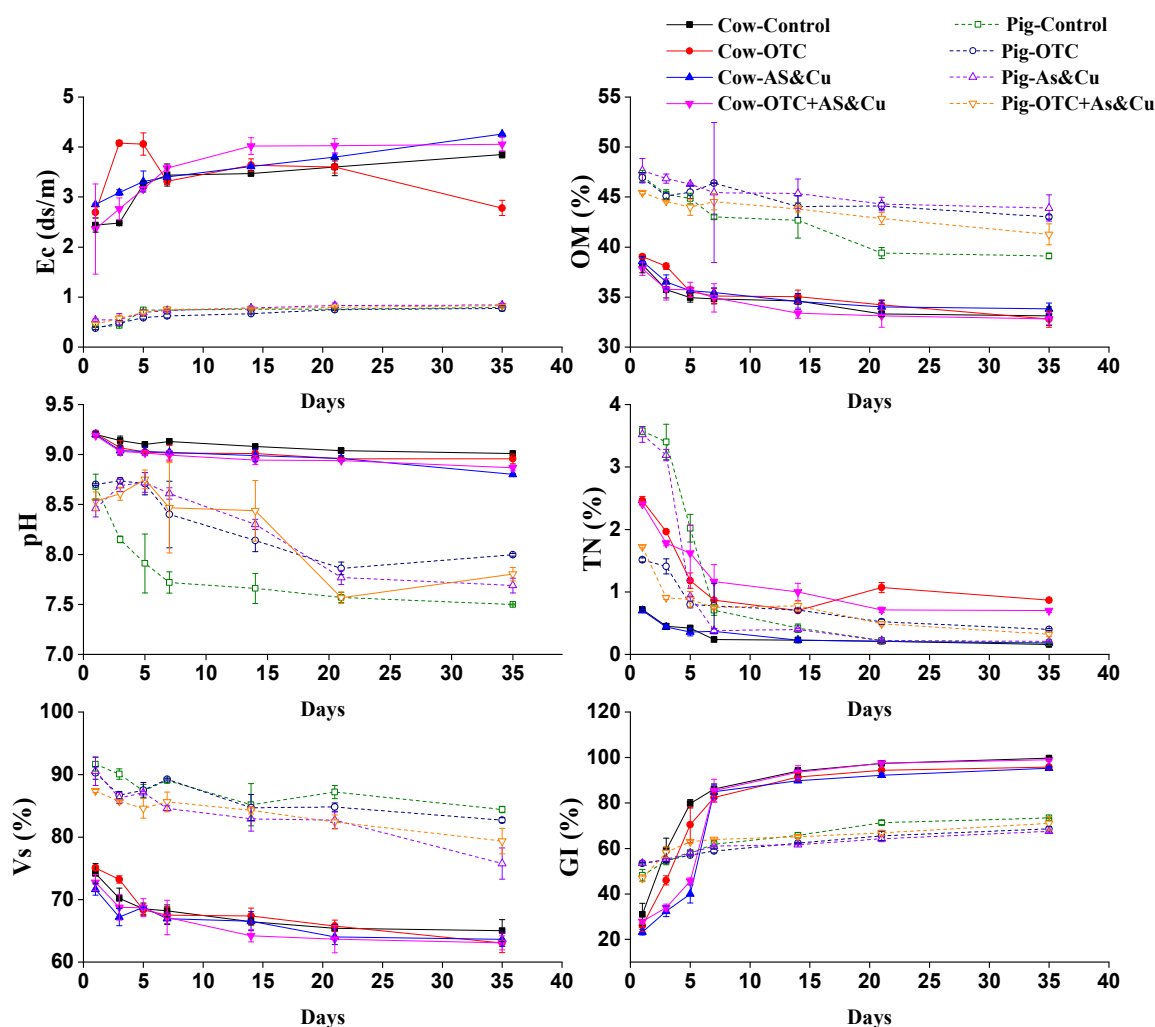 Cow-Control Pig-Control
Cow-OTC Pig-OTC
Cow-AS&Cu Pig-As&Cu
Cow-OTC+AS&Cu Pig-OTC+As&Cu
Ec (ds/m)
5
4
3
2
1
0
0 5 10 15 20 25 30 35 40
Days
OM (%)
55
50
45
40
35
30
0 5 10 15 20 25 30 35 40
Days
pH
9.5
9.0
8.5
8.0
7.5
7.0
0 5 10 15 20 25 30 35
Days
TN (%)
4
3
2
1
0
0 5 10 15 20 25 30 35 40
Days
Vs (%)
100
90
80
70
60
0 5 10 15 20 25 30 35 40
Days
GI (%)
120
100
80
60
40
20
0 5 10 15 20 25 30 35 40
Days